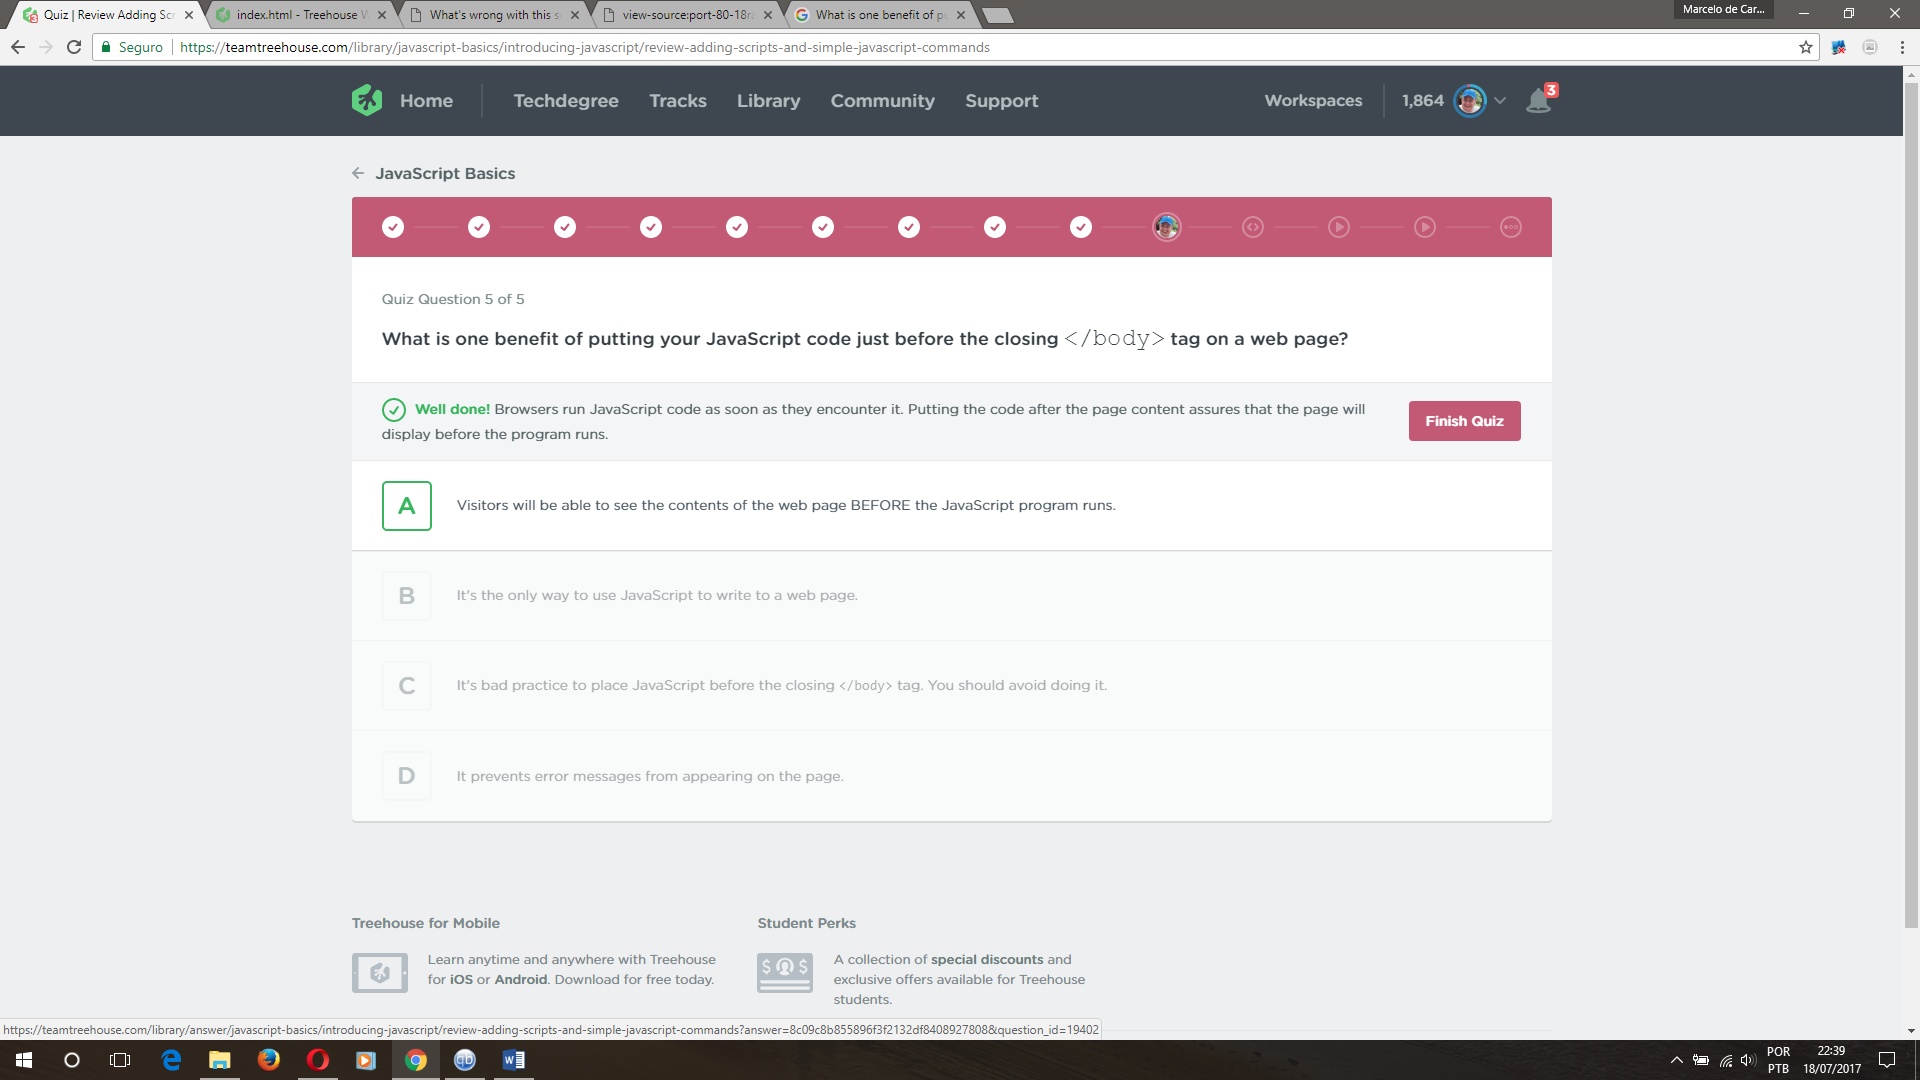 Quiz | Review Adding Scr
index.html - Treehouse W
What's wrong with this s
view-source:port-80-18r
What is one benefit of p
Marcelo de Car...
Seguro
https://teamtreehouse.com/library/javascript-basics/introducing-javascript/review-adding-scripts-and-simple-javascript-commands
Home
Techdegree
Tracks
Library
Community
Support
Workspaces
1,864
3
JavaScript Basics
Quiz Question 5 of 5
What is one benefit of putting your JavaScript code just before the closing </body> tag on a web page?
Well done! Browsers run JavaScript code as soon as they encounter it. Putting the code after the page content assures that the page will
display before the program runs.
Finish Quiz
A
Visitors will be able to see the contents of the web page BEFORE the JavaScript program runs.
B
It's the only way to use JavaScript to write to a web page.
C
It's bad practice to place JavaScript before the closing </body> tag. You should avoid doing it.
D
It prevents error messages from appearing on the page.
Treehouse for Mobile
Learn anytime and anywhere with Treehouse
for iOS or Android. Download for free today.
Student Perks
A collection of special discounts and
exclusive offers available for Treehouse
students.
https://teamtreehouse.com/library/answer/javascript-basics/introducing-javascript/review-adding-scripts-and-simple-javascript-commands?answer=8c09c8b855896f3f2132df8408927808&question_id=19402
qb
POR
PTB
22:39
18/07/2017